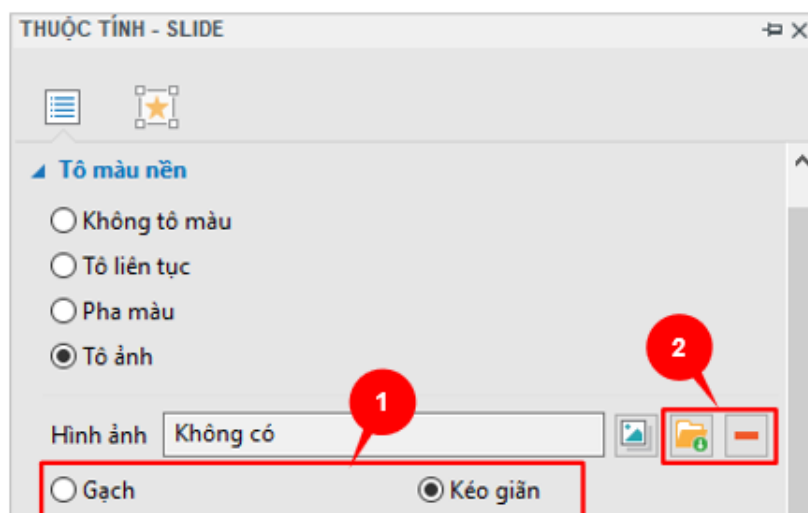 THUỘC TÍNH - SLIDE
Tô màu nền
Không tô màu
Tô liên tục
Pha màu
Tô ảnh
2
1
Hình ảnh Không có
Gạch Kéo giãn